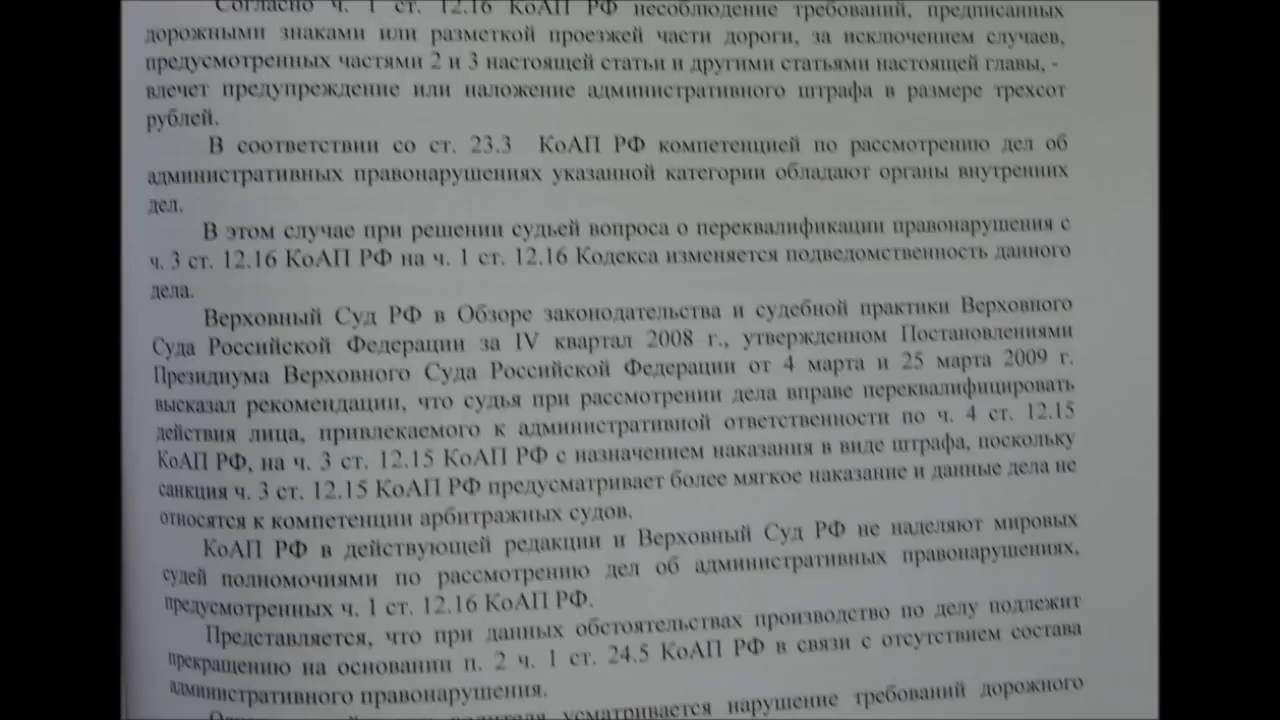 Согласно ч. 1 ст. 12.16 КоАП РФ несоблюдение требований, предписанных
дорожными знаками или разметкой проезжей части дороги, за исключением случаев,
предусмотренных частями 2 и 3 настоящей статьи и другими статьями настоящей главы, -
влечет предупреждение или наложение административного штрафа в размере трехсот
рублей.
В соответствии со ст. 23.3 КоАП РФ компетенцией по рассмотрению дел об
административных правонарушениях указанной категории обладают органы внутренних
дел.
В этом случае при решении судьей вопроса о переквалификации правонарушения с
ч. 3 ст. 12.16 КоАП РФ на ч. 1 ст. 12.16 Кодекса изменяется подведомственность данного
дела.
Верховный Суд РФ в Обзоре законодательства и судебной практики Верховного
Суда Российской Федерации за IV квартал 2008 г., утвержденном Постановлениями
Президиума Верховного Суда Российской Федерации от 4 марта и 25 марта 2009 г.
высказал рекомендации, что судья при рассмотрении дела вправе переквалифицировать
действия лица, привлекаемого к административной ответственности по ч. 4 ст. 12.15
КоАП РФ, на ч. 3 ст. 12.15 КоАП РФ с назначением наказания в виде штрафа, поскольку
санкция ч. 3 ст. 12.15 КоАП РФ предусматривает более мягкое наказание и данные дела не
относятся к компетенции арбитражных судов.
КоАП РФ в действующей редакции и Верховный Суд РФ не наделяют мировых
судей полномочиями по рассмотрению дел об административных правонарушениях,
предусмотренных ч. 1 ст. 12.16 КоАП РФ.
Представляется, что при данных обстоятельствах производство по делу подлежит
прекращению на основании п. 2 ч. 1 ст. 24.5 КоАП РФ в связи с отсутствием состава
административного правонарушения.
усматривается нарушение требований дорожного